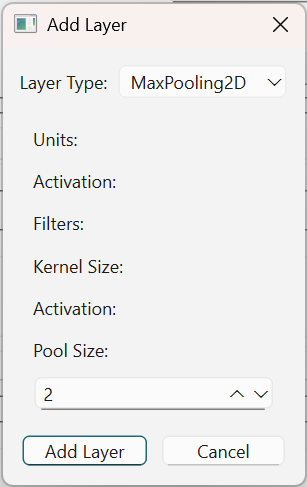 Add Layer
Layer Type: MaxPooling2D
Units:
Activation:
Filters:
Kernel Size:
Activation:
Pool Size:
2
Add Layer Cancel